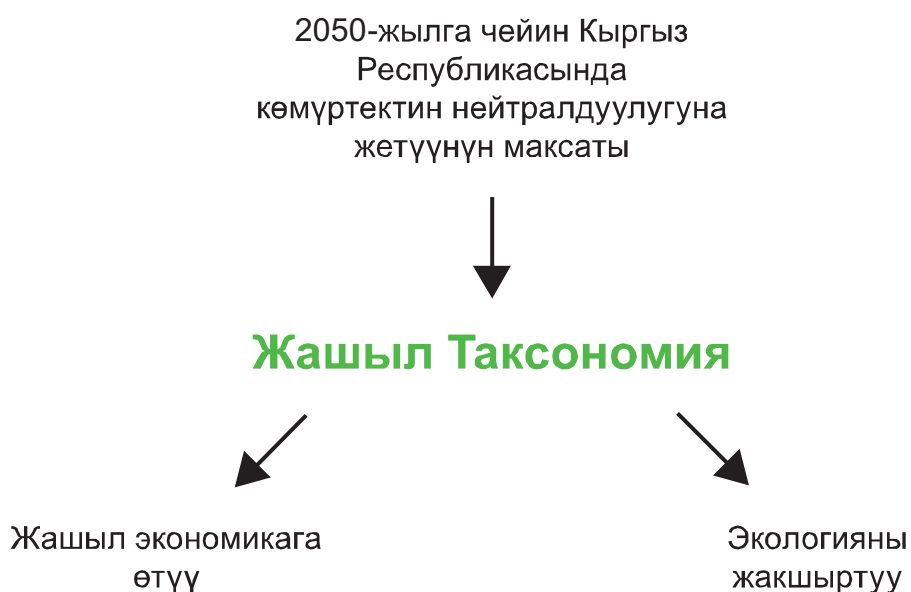 2050-жылга чейин Кыргыз
Республикасында
көмүртектин нейтралдуулугуна
жетүүнүн максаты
Жашыл Таксономия
Жашыл экономикага
өтүү
Экологияны
жакшыртуу